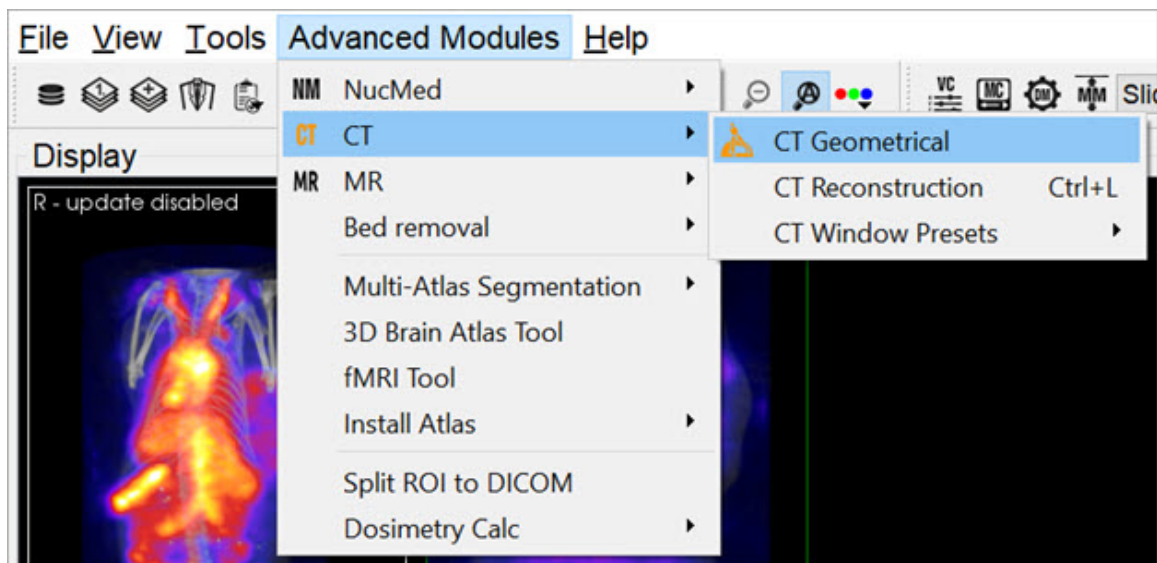 File View Tools Advanced Modules Help
VC MC DM MM Slic
NM NucMed
CT CT
MR MR
Bed removal
Multi-Atlas Segmentation
3D Brain Atlas Tool
fMRI Tool
Install Atlas
Split ROI to DICOM
Dosimetry Calc
CT Geometrical
CT Reconstruction Ctrl+L
CT Window Presets
Display
R - update disabled